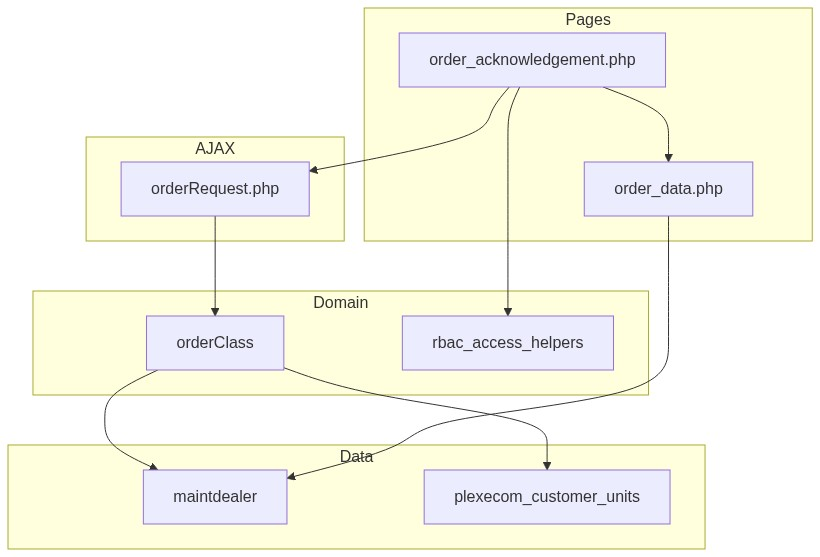 Pages
order_acknowledgement.php
AJAX
orderRequest.php
order_data.php
Domain
orderClass
rbac_access_helpers
Data
maintdealer
plexecom_customer_units